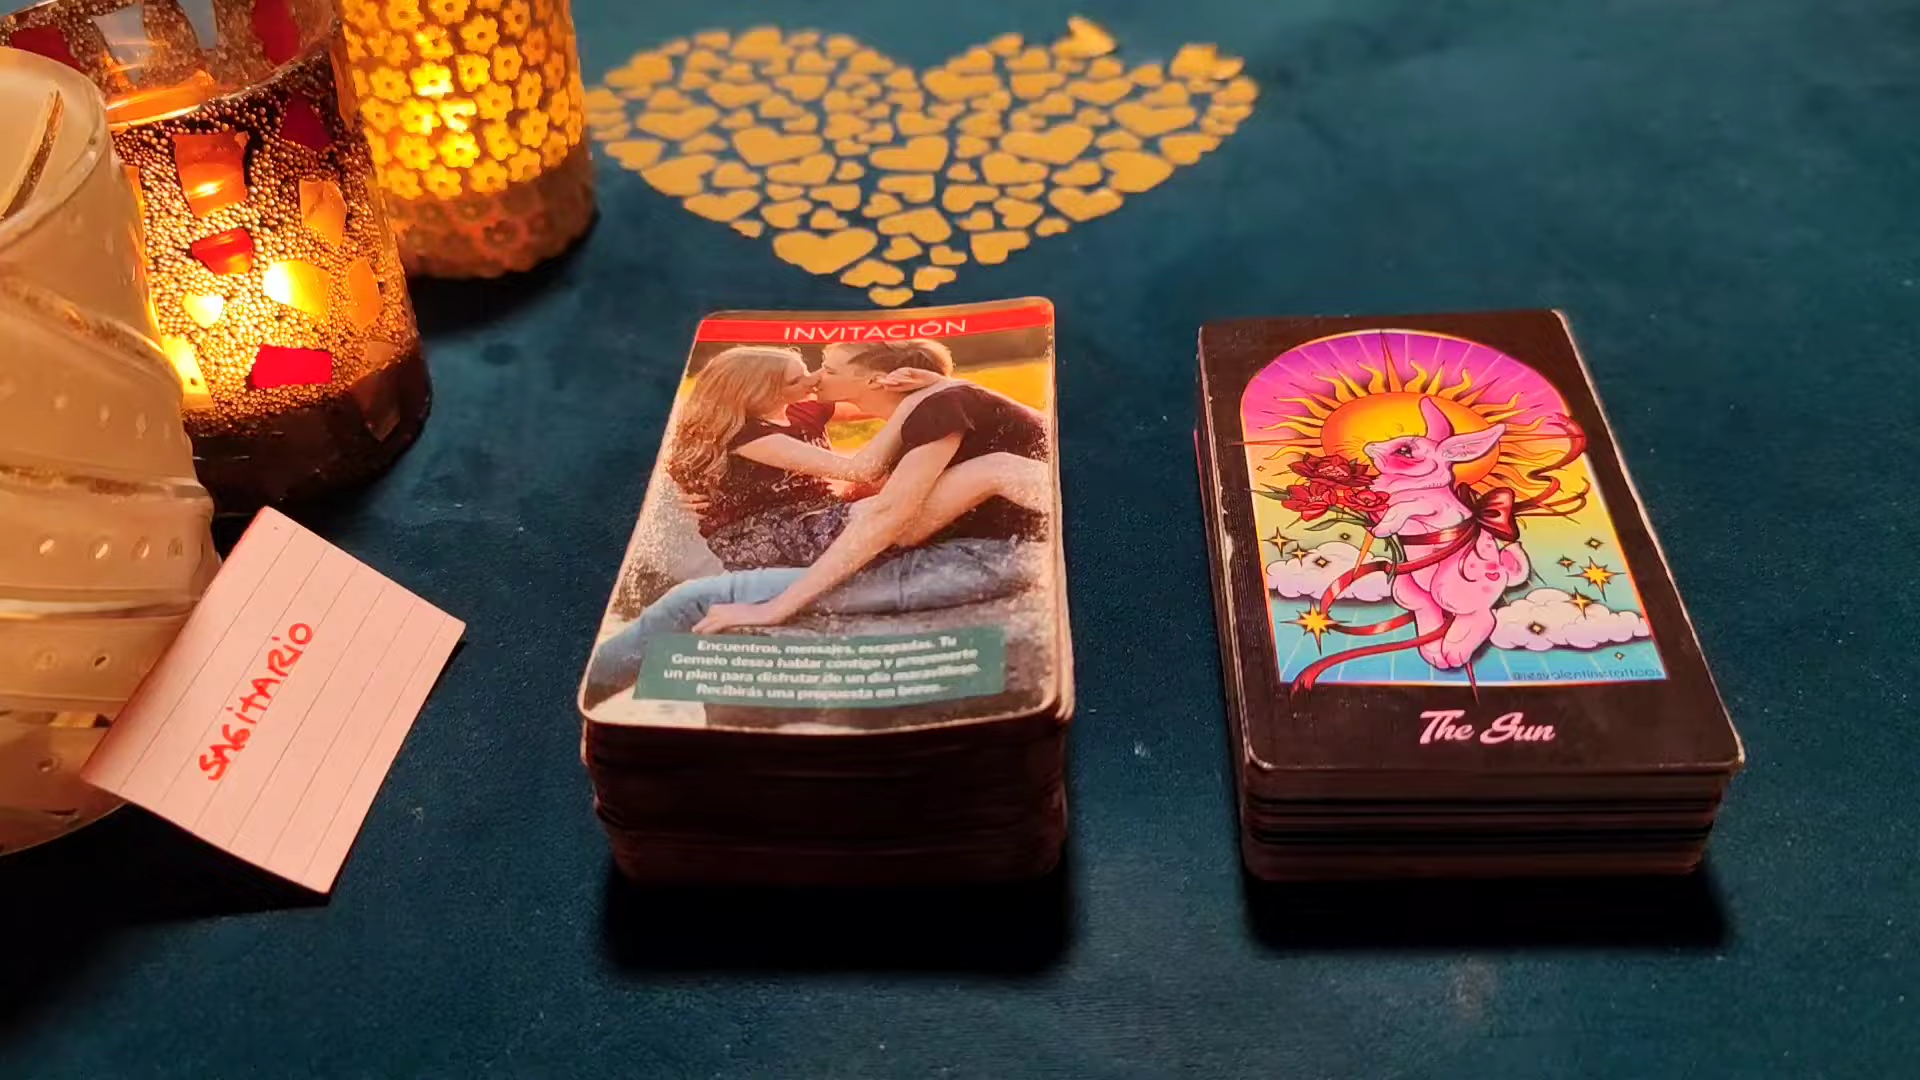 INVITACIÓN
Encuentros, mensajes, escapadas. Tu
Gemelo desea hablar contigo y proponerte
un plan para disfrutar de un día maravilloso.
Recibirás una propuesta en breve.
SAGITARIO
The Sun